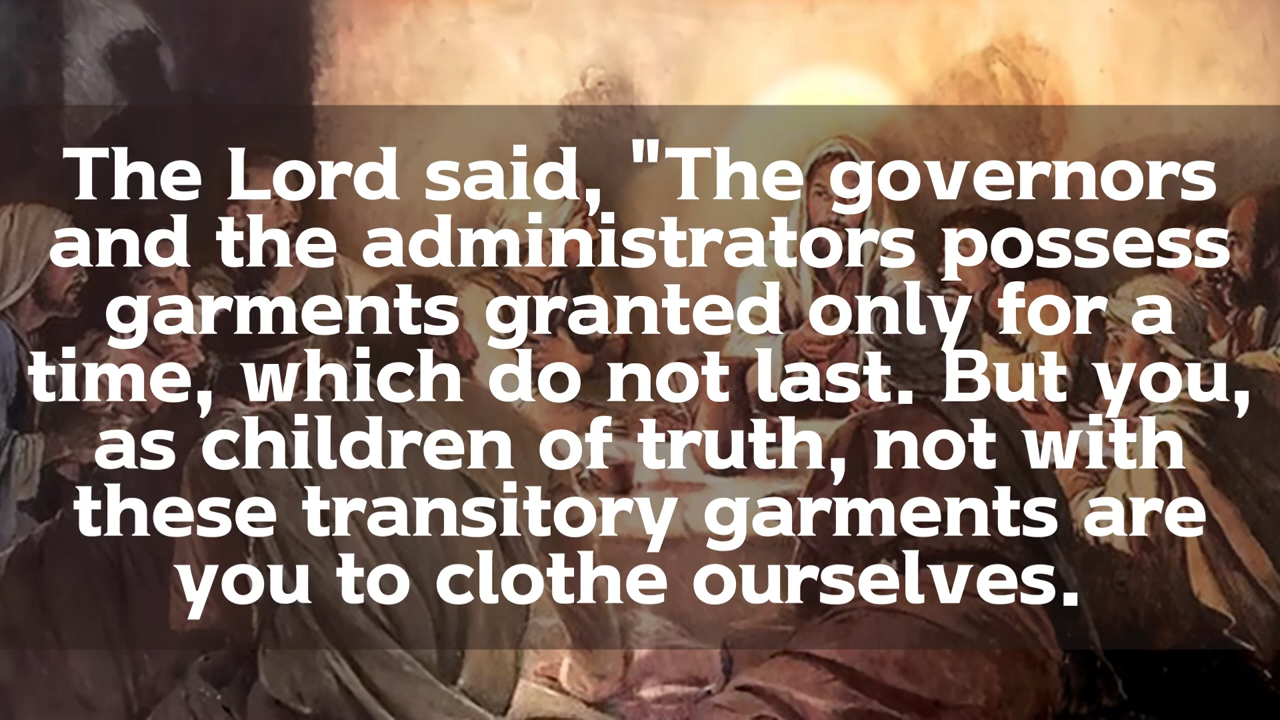 The Lord said, "The governors
and the administrators possess
garments granted only for a
time, which do not last. But you,
as children of truth, not with
these transitory garments are
you to clothe ourselves.